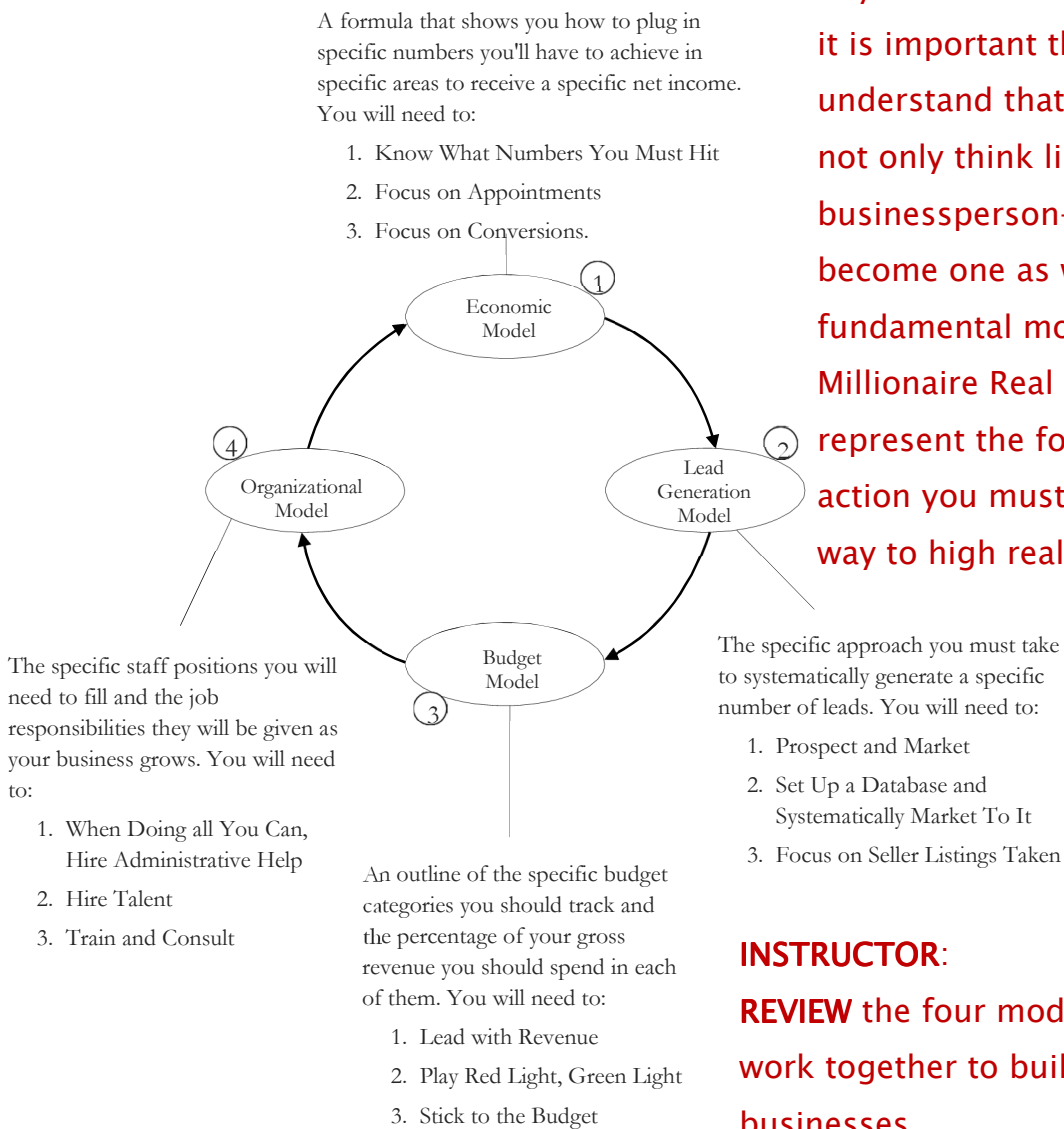 A formula that shows you how to plug in
specific numbers you'll have to achieve in
specific areas to receive a specific net income.
You will need to:
1. Know What Numbers You Must Hit
2. Focus on Appointments
3. Focus on Conversions.
it is important
understand that
not only think
businessperson
become one as
fundamental
Millionaire Real
represent the
action you must
way to high real
1
Economic
Model
2
Lead
Generation
Model
4
Organizational
Model
Budget
Model
3
The specific staff positions you will
need to fill and the job
responsibilities they will be given as
your business grows. You will need
to:
1. When Doing all You Can,
Hire Administrative Help
2. Hire Talent
3. Train and Consult
The specific approach you must take
to systematically generate a specific
number of leads. You will need to:
1. Prospect and Market
2. Set Up a Database and
Systematically Market To It
3. Focus on Seller Listings Taken
An outline of the specific budget
categories you should track and
the percentage of your gross
revenue you should spend in each
of them. You will need to:
1. Lead with Revenue
2. Play Red Light, Green Light
3. Stick to the Budget
INSTRUCTOR:
REVIEW the four
work together to
businesses